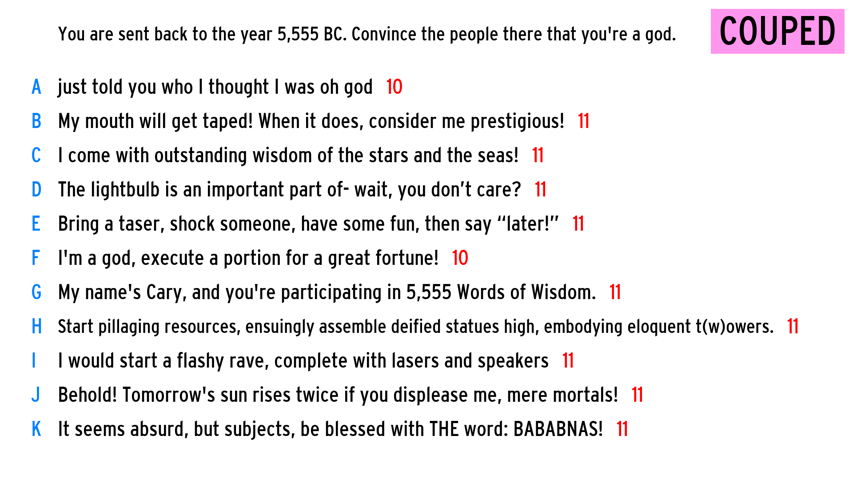 You are sent back to the year 5,555 BC. Convince the people there that you're a god.
COUPED
A just told you who I thought I was oh god 10
B My mouth will get taped! When it does, consider me prestigious! 11
C I come with outstanding wisdom of the stars and the seas! 11
D The lightbulb is an important part of- wait, you don’t care? 11
E Bring a taser, shock someone, have some fun, then say “later!” 11
F I'm a god, execute a portion for a great fortune! 10
G My name's Cary, and you're participating in 5,555 Words of Wisdom. 11
H Start pillaging resources, ensuingly assemble deified statues high, embodying eloquent t(w)owers. 11
I I would start a flashy rave, complete with lasers and speakers 11
J Behold! Tomorrow's sun rises twice if you displease me, mere mortals! 11
K It seems absurd, but subjects, be blessed with THE word: BABABNAS! 11